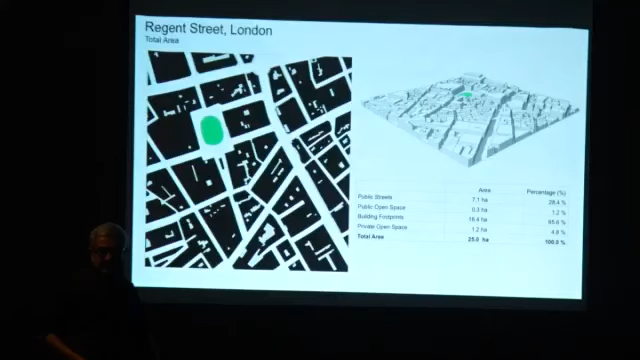 Regent Street, London
Total Area
Area Percentage (%)
Public Streets 7.1 ha 28.4 %
Public Open Space 0.3 ha 1.2 %
Building Footprints 16.4 ha 65.6 %
Private Open Space 1.2 ha 4.8 %
Total Area 25.0 ha 100.0 %